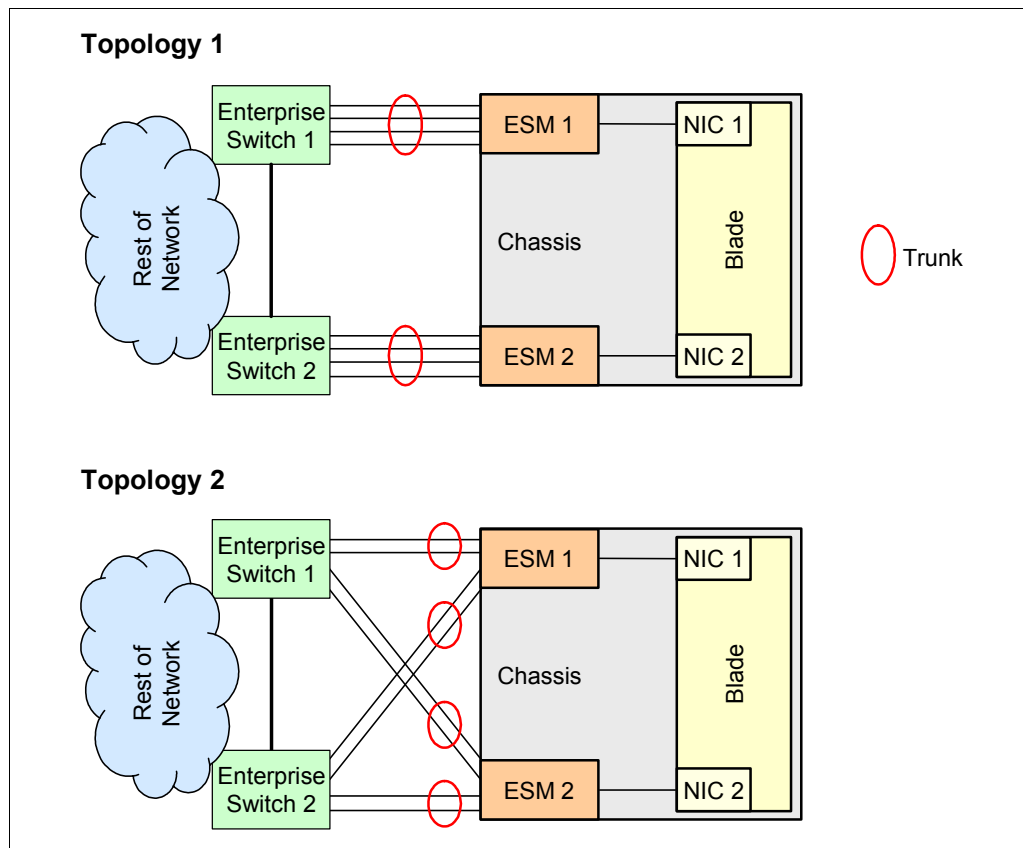 Topology 1
Enterprise
Switch 1
ESM 1
NIC 1
Rest of
Network
Chassis
Blade
Trunk
Enterprise
Switch 2
ESM 2
NIC 2
Topology 2
Enterprise
Switch 1
ESM 1
NIC 1
Rest of
Network
Chassis
Blade
Enterprise
Switch 2
ESM 2
NIC 2